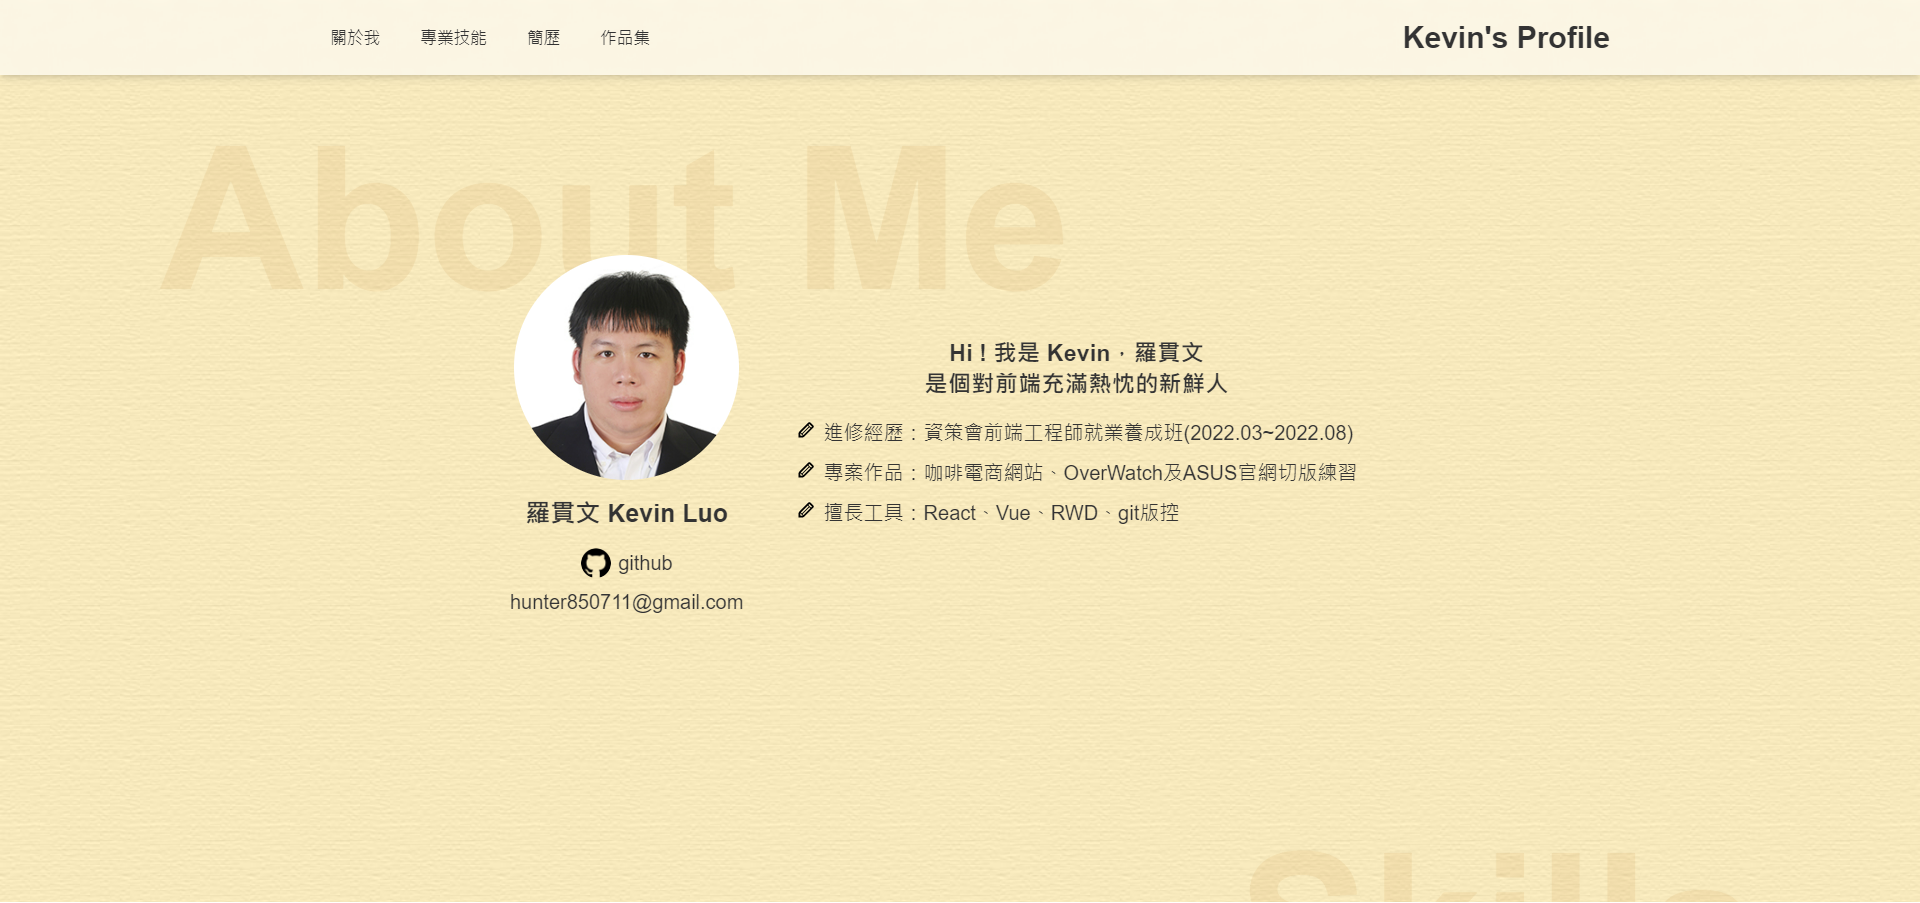 關於我 專業技能 簡歷 作品集 Kevin's Profile
About Me
Hi ! 我是 Kevin，羅貫文
是個對前端充滿熱忱的新鮮人
進修經歷：資策會前端工程師就業養成班(2022.03~2022.08)
專案作品：咖啡電商網站、OverWatch及ASUS官網切版練習
擅長工具：React、Vue、RWD、git版控
羅貫文 Kevin Luo
github
hunter850711@gmail.com
Skills